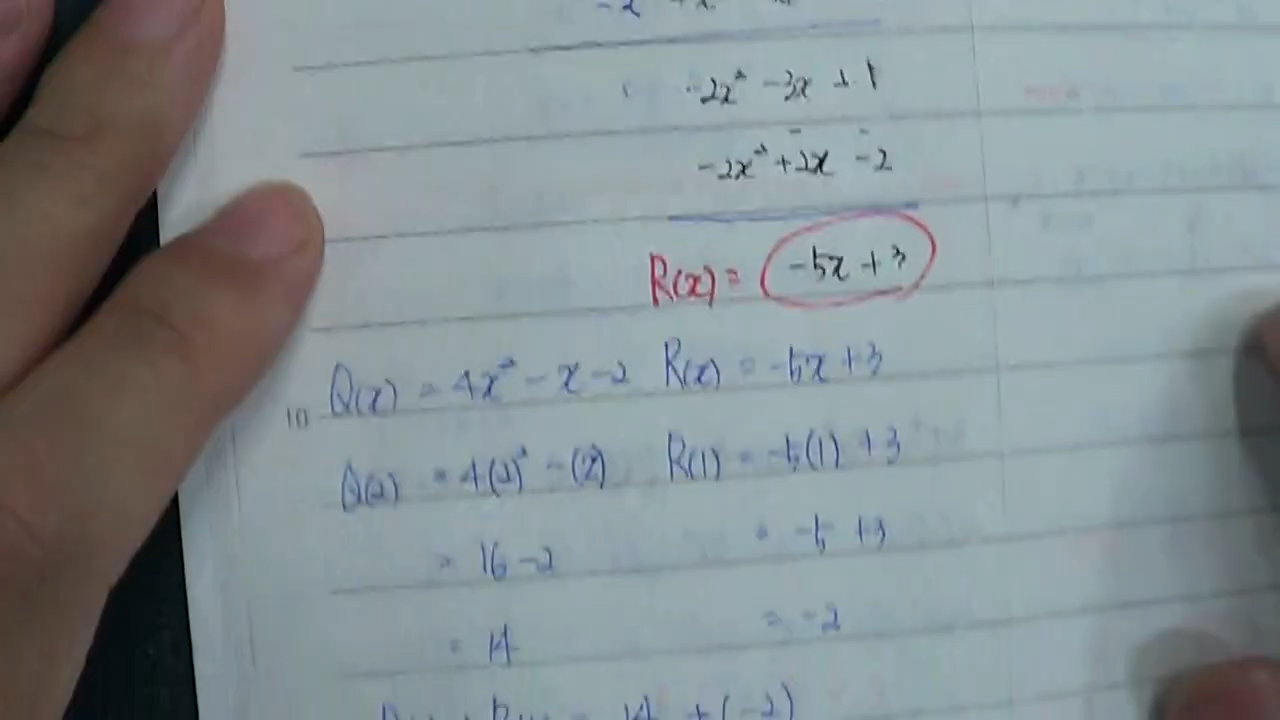 -2x² -3x + 1
-2x² +2x -2
R(x) = -5x + 3
Q(x) = 4x² - x - 2 R(x) = -5x + 3
Q(2) = 4(2)² - (2) R(1) = -5(1) + 3
= 16 - 2 = -5 + 3
= 14 = -2
= 14 + (-2)